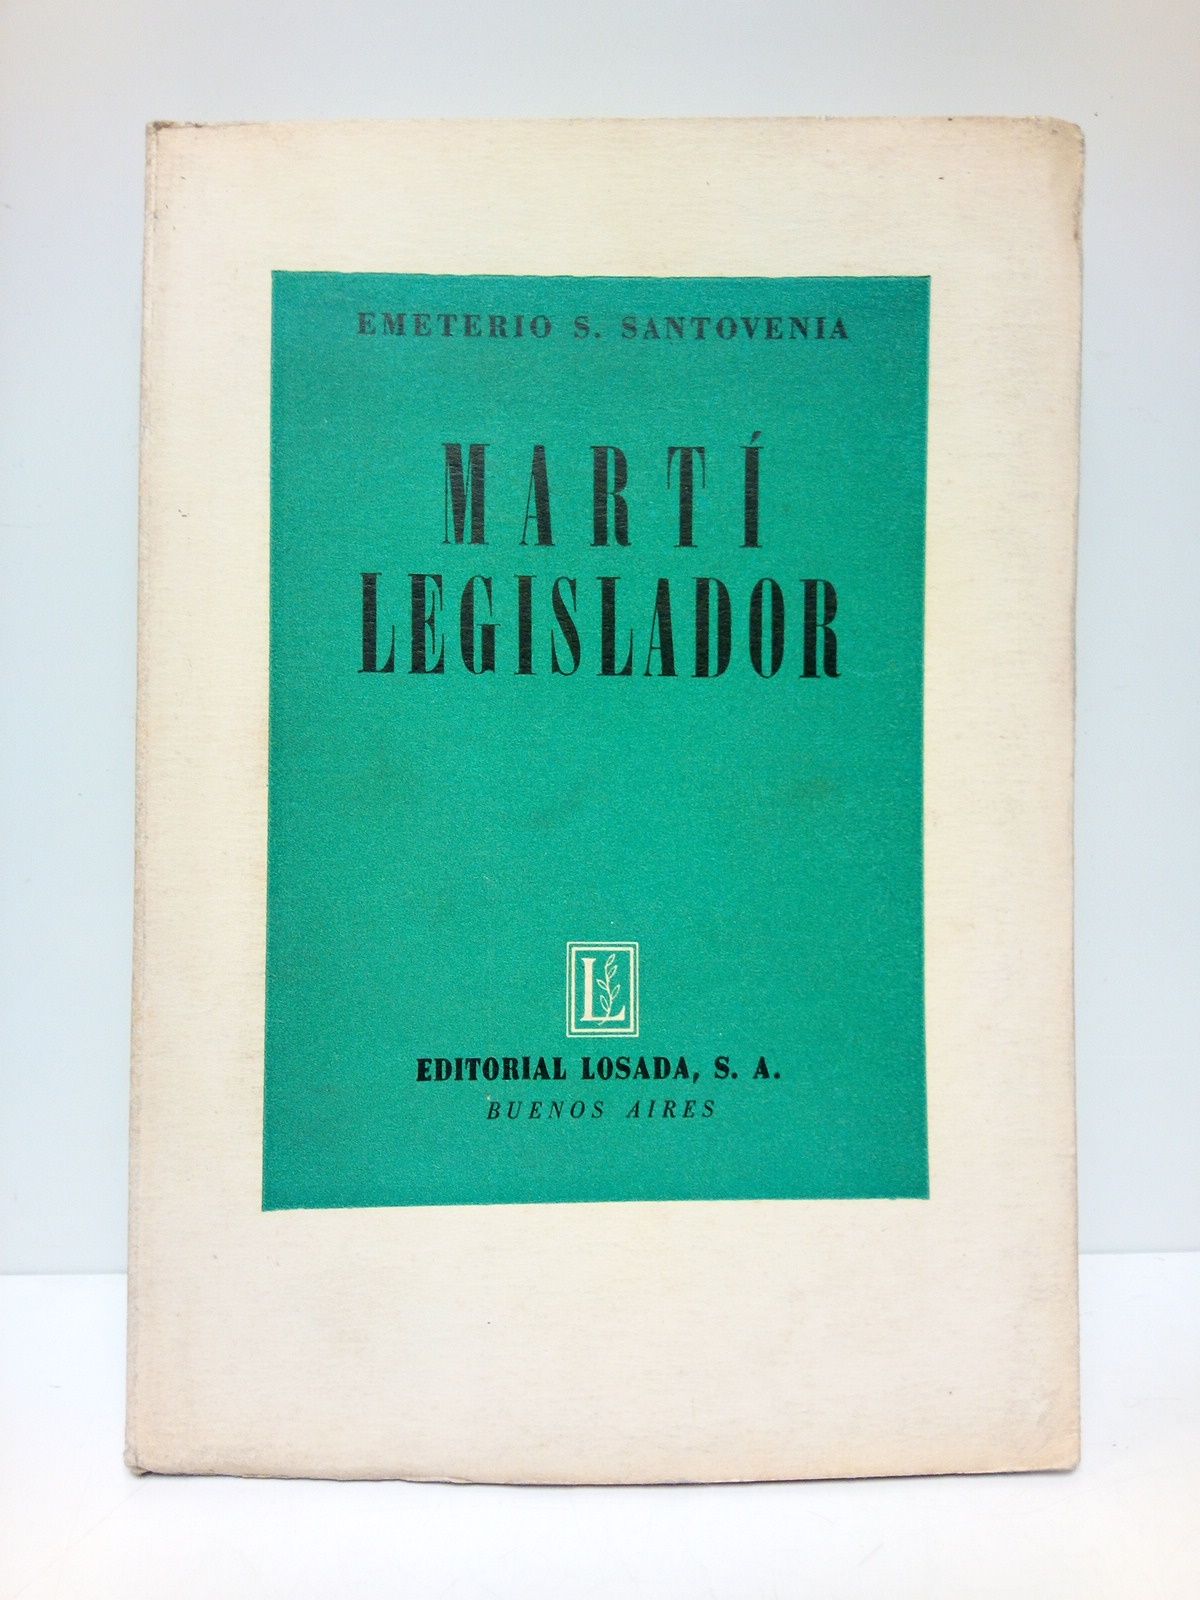 EMETERIO S. SANTOVENIA
MARTÍ
LEGISLADOR
L
EDITORIAL LOSADA, S. A.
BUENOS AIRES